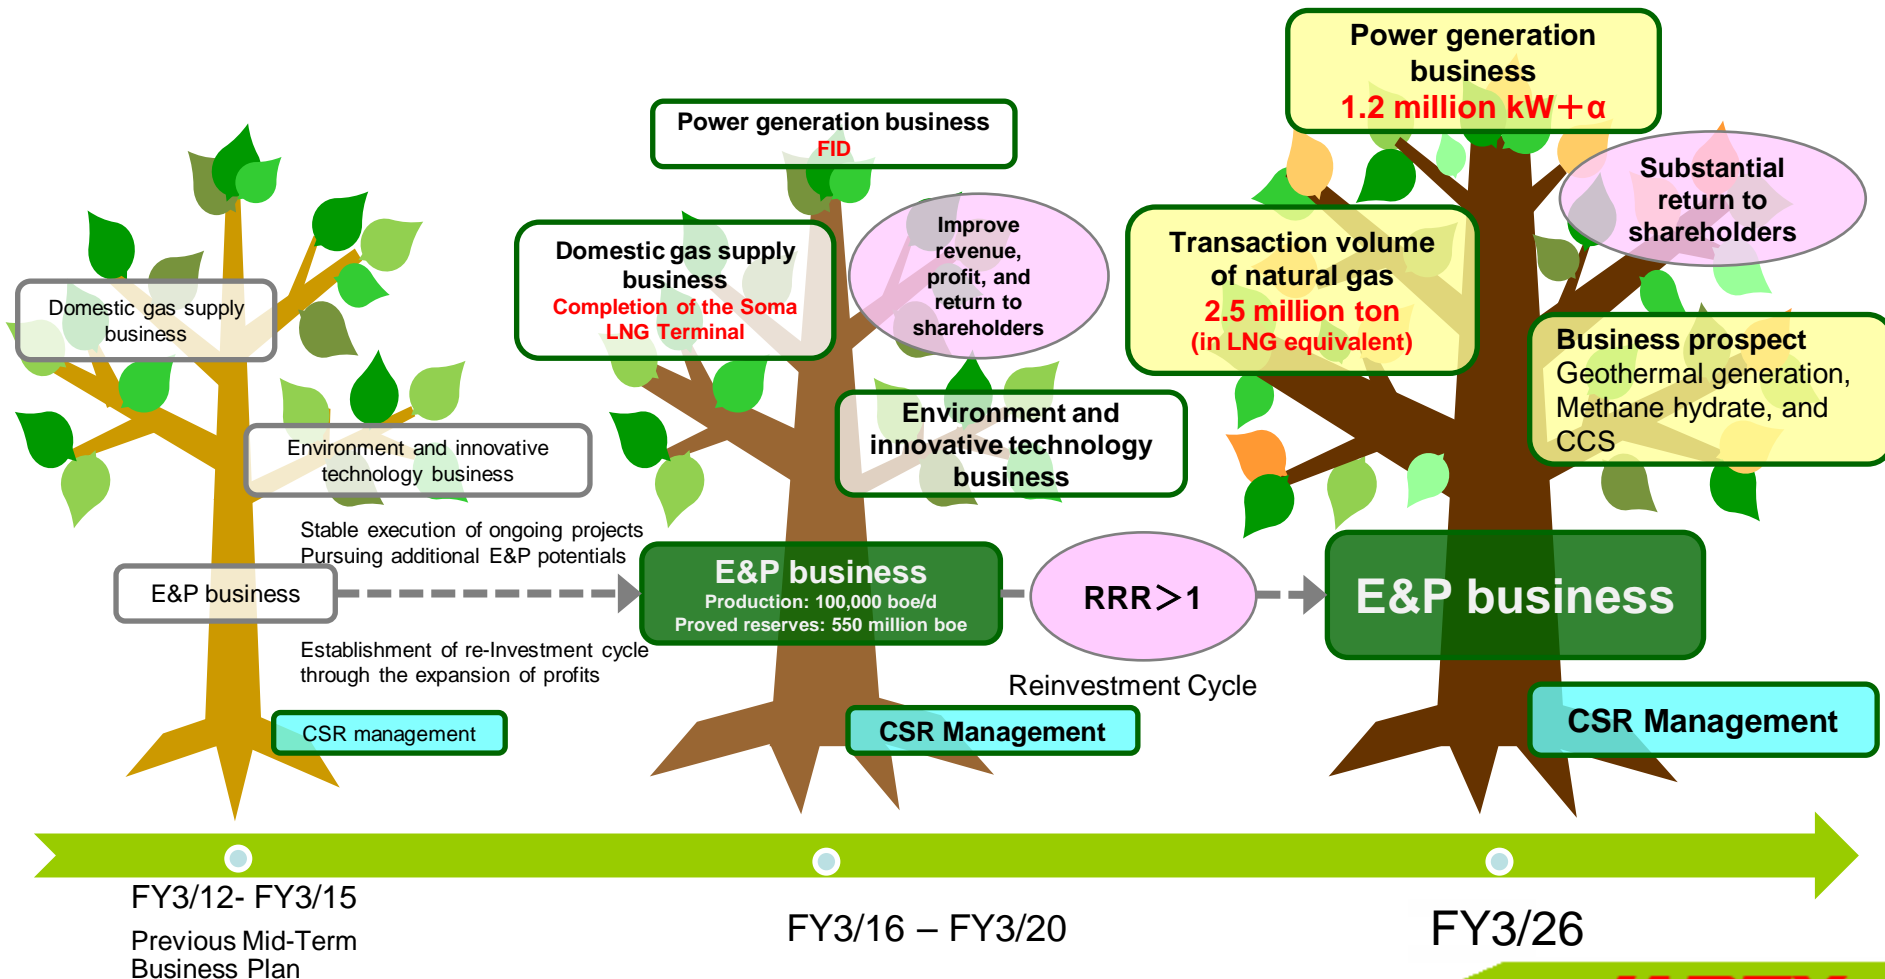 Domestic gas supply
business
Environment and innovative
technology business
Stable execution of ongoing projects
Pursuing additional E&P potentials
E&P business
Establishment of re-Investment cycle
through the expansion of profits
CSR management
Power generation business
FID
Domestic gas supply
business
Completion of the Soma
LNG Terminal
Improve
revenue,
profit, and
return to
shareholders
Environment and
innovative technology
business
E&P business
Production: 100,000 boe/d
Proved reserves: 550 million boe
RRR＞1
Reinvestment Cycle
CSR Management
Power generation
business
1.2 million kW＋α
Substantial
return to
shareholders
Transaction volume
of natural gas
2.5 million ton
(in LNG equivalent)
Business prospect
Geothermal generation,
Methane hydrate, and
CCS
E&P business
CSR Management
FY3/12- FY3/15
Previous Mid-Term
Business Plan
FY3/16 – FY3/20
FY3/26